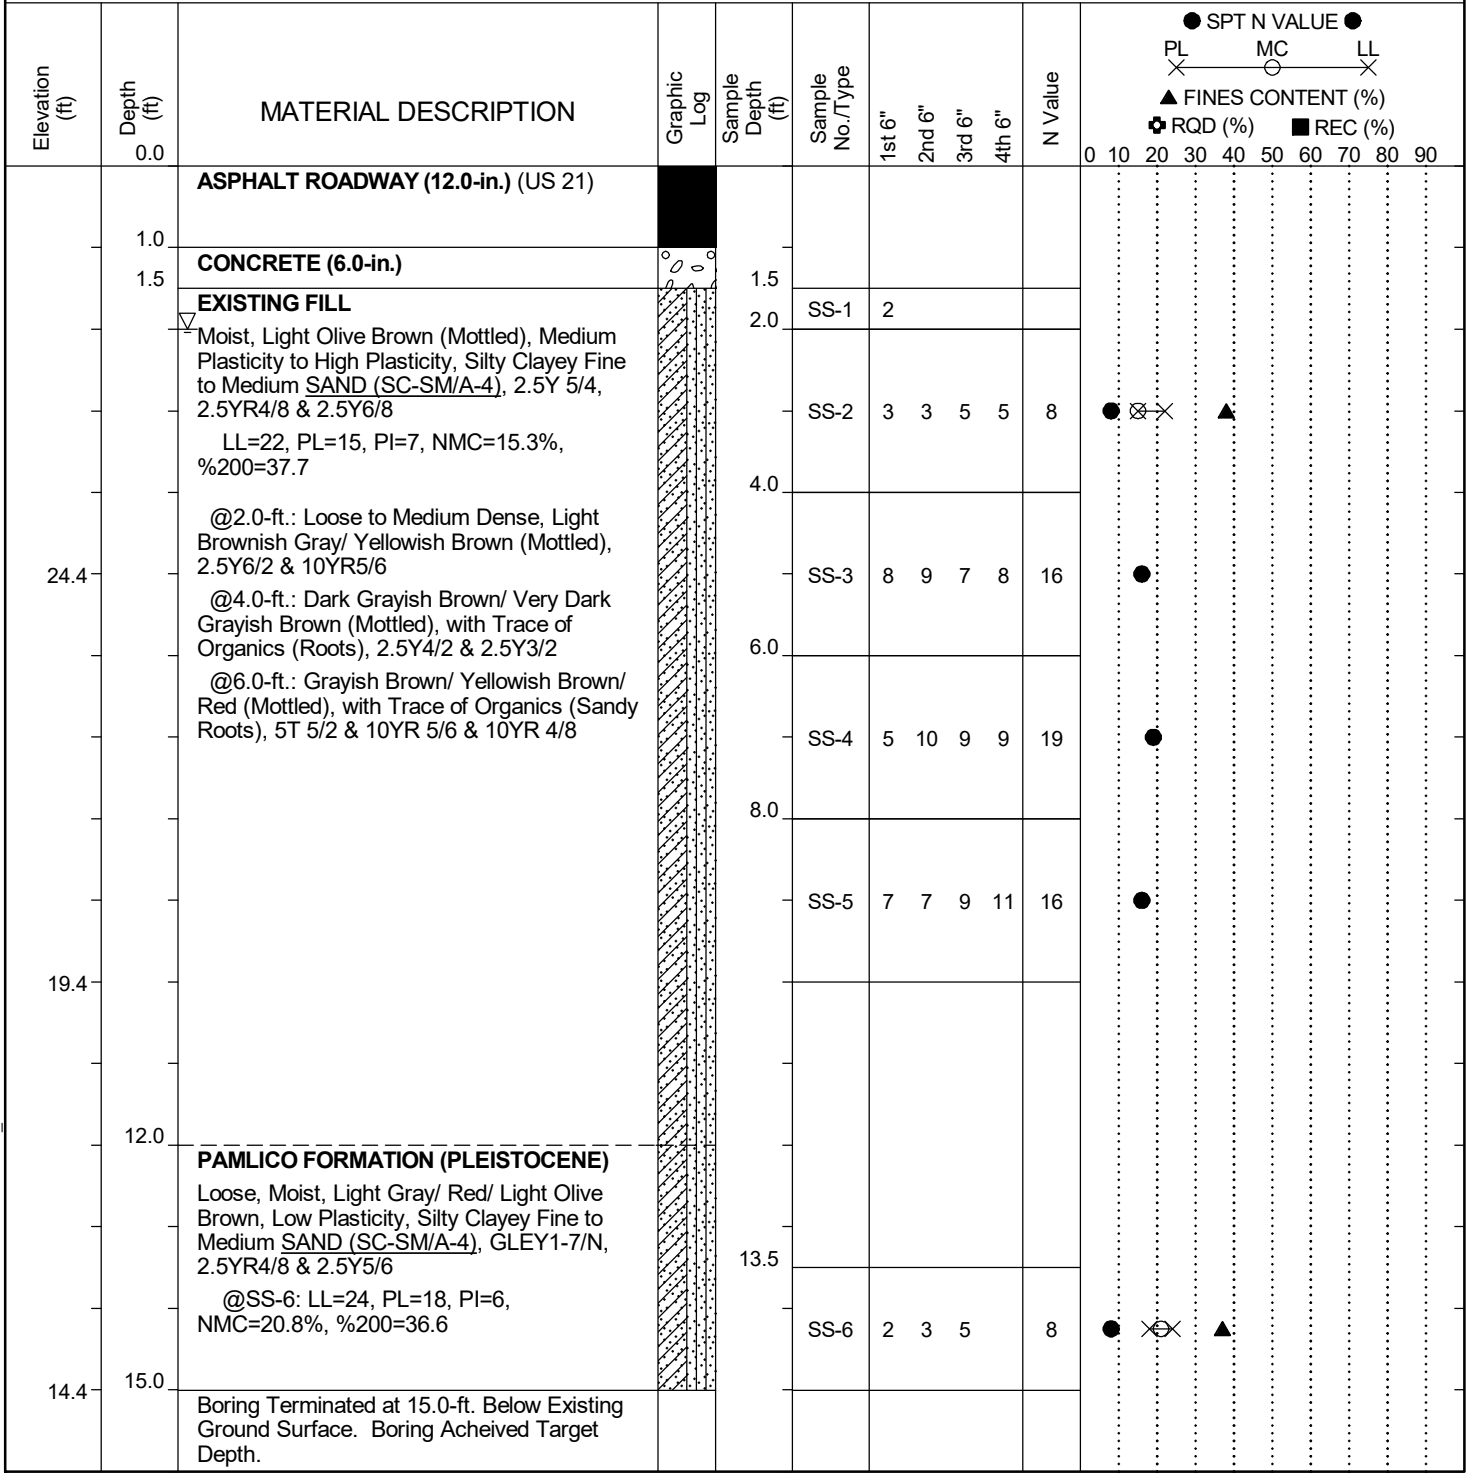 Elevation (ft)
Depth (ft)
0.0
MATERIAL DESCRIPTION
Graphic Log
Sample Depth (ft)
Sample No./Type
1st 6"
2nd 6"
3rd 6"
4th 6"
N Value
SPT N VALUE
PL MC LL
FINES CONTENT (%)
RQD (%) REC (%)
0 10 20 30 40 50 60 70 80 90
ASPHALT ROADWAY (12.0-in.) (US 21)
1.0
CONCRETE (6.0-in.)
1.5
1.5
EXISTING FILL
SS-1 2
2.0
Moist, Light Olive Brown (Mottled), Medium
Plasticity to High Plasticity, Silty Clayey Fine
to Medium SAND (SC-SM/A-4), 2.5Y 5/4,
2.5YR4/8 & 2.5Y6/8
SS-2 3 3 5 5 8
LL=22, PL=15, PI=7, NMC=15.3%,
%200=37.7
4.0
@2.0-ft.: Loose to Medium Dense, Light
Brownish Gray/ Yellowish Brown (Mottled),
2.5Y6/2 & 10YR5/6
24.4
SS-3 8 9 7 8 16
@4.0-ft.: Dark Grayish Brown/ Very Dark
Grayish Brown (Mottled), with Trace of
Organics (Roots), 2.5Y4/2 & 2.5Y3/2
6.0
@6.0-ft.: Grayish Brown/ Yellowish Brown/
Red (Mottled), with Trace of Organics (Sandy
Roots), 5T 5/2 & 10YR 5/6 & 10YR 4/8
SS-4 5 10 9 9 19
8.0
SS-5 7 7 9 11 16
19.4
12.0
PAMLICO FORMATION (PLEISTOCENE)
Loose, Moist, Light Gray/ Red/ Light Olive
Brown, Low Plasticity, Silty Clayey Fine to
Medium SAND (SC-SM/A-4), GLEY1-7/N,
2.5YR4/8 & 2.5Y5/6
13.5
@SS-6: LL=24, PL=18, PI=6,
NMC=20.8%, %200=36.6
SS-6 2 3 5 8
14.4
15.0
Boring Terminated at 15.0-ft. Below Existing
Ground Surface. Boring Acheived Target
Depth.